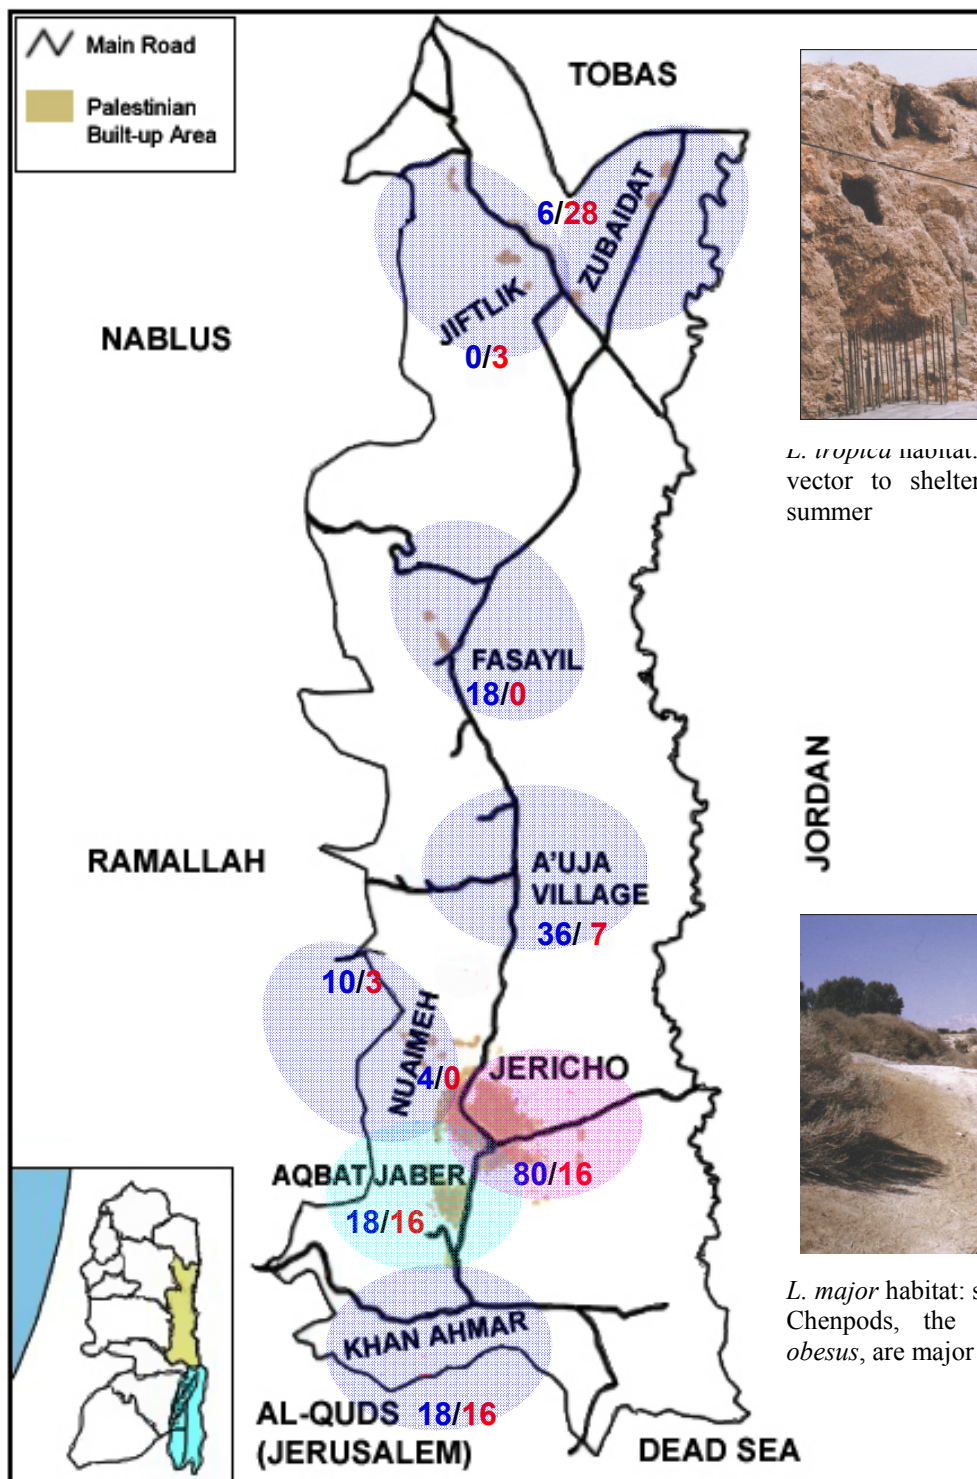 Main Road
Palestinian
Built-up Area
TOBAS
ZUBAIDAT
6/28
JIFTLIK
0/3
NABLUS
L. tropica habitat:
vector to shelter
summer
FASAYIL
18/0
JORDAN
RAMALLAH
A'UJA
VILLAGE
36/ 7
10/3
NUAIMEH
4/0
JERICHO
80/16
AQBAT JABER
18/16
L. major habitat: s
Chenpods, the
obesus, are major
KHAN AHMAR
18/16
AL-QUDS
(JERUSALEM)
DEAD SEA